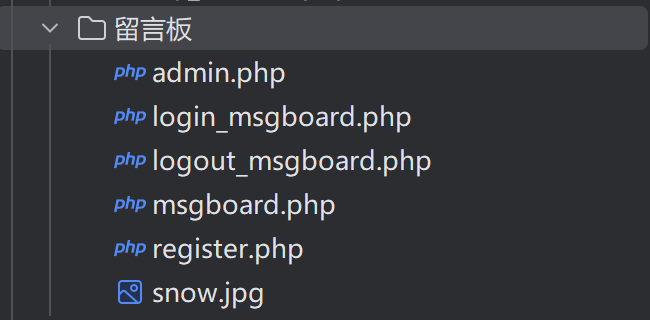 留言板
php admin.php
php login_msgboard.php
php logout_msgboard.php
php msgboard.php
php register.php
snow.jpg